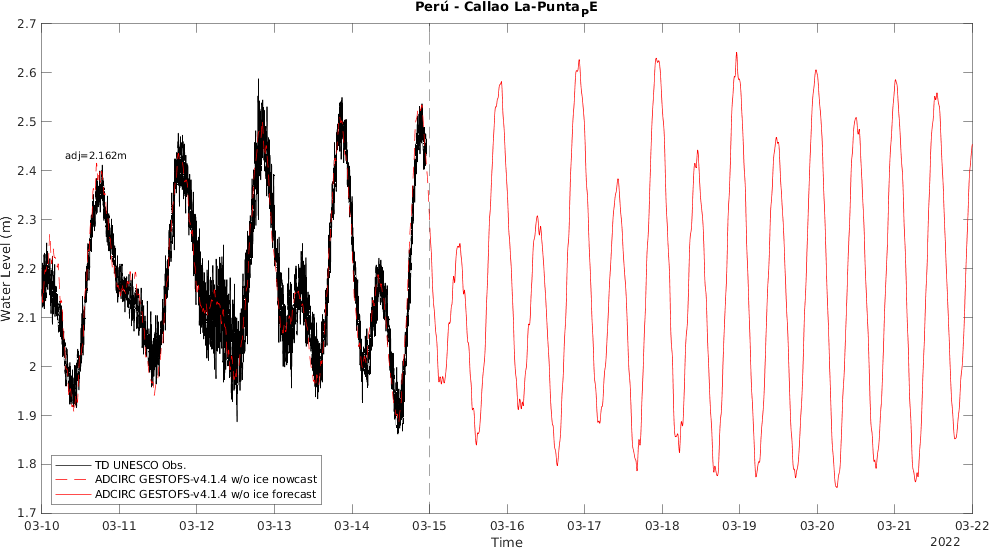 Perú - Callao La-PuntaPE
2.7
2.6
2.5
2.4
2.3
2.2
2.1
2
1.9
1.8
1.7
Water Level (m)
adj=2.162m
TD UNESCO Obs.
ADCIRC GESTOFS-v4.1.4 w/o ice nowcast
ADCIRC GESTOFS-v4.1.4 w/o ice forecast
03-10 03-11 03-12 03-13 03-14 03-15 03-16 03-17 03-18 03-19 03-20 03-21 03-22
Time
2022